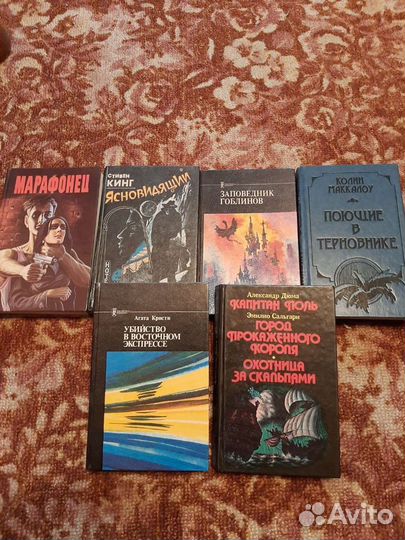 МАРАФОНЕЦ
СТИВЕН
КИНГ
ЯСНОВИДЯЩИЙ
ЗАПОВЕДНИК
ГОБЛИНОВ
КОЛИН
МАККАЛОУ
ПОЮЩИЕ
В
ТЕРНОВНИКЕ
Агата Кристи
УБИЙСТВО
В ВОСТОЧНОМ
ЭКСПРЕССЕ
Александр Дюма
КАПИТАН ПОЛЬ
Эмилио Сальгари
ГОРОД
ПРОКАЖЕННОГО
КОРОЛЯ
ОХОТНИЦА
ЗА СКАЛЬПАМИ
Avito